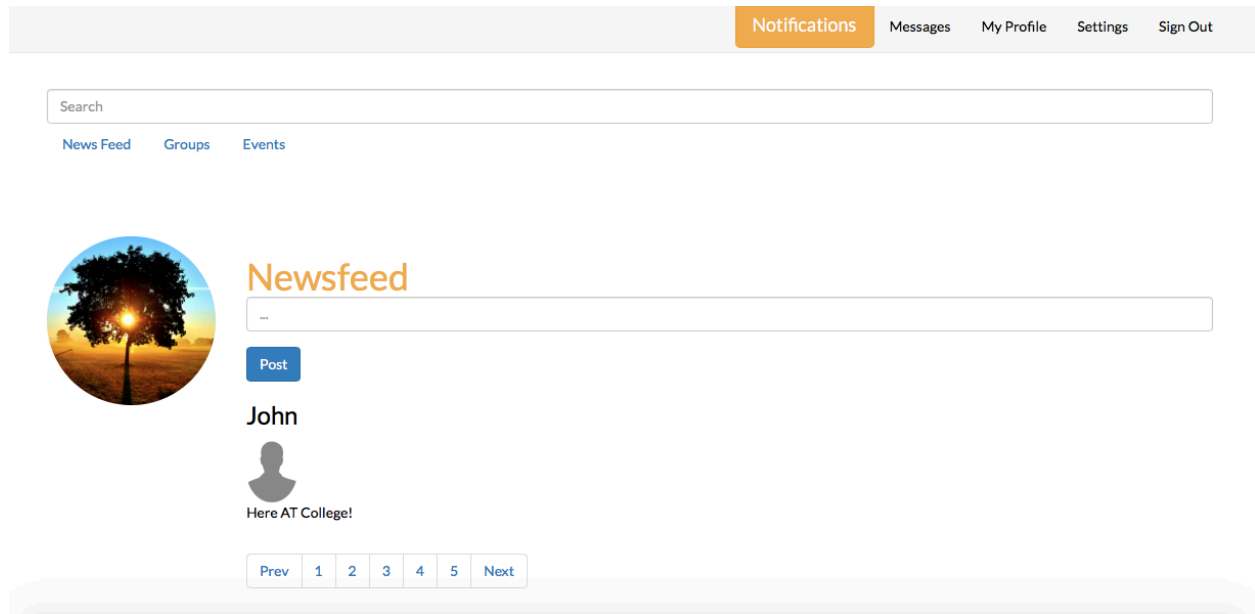 Notifications Messages My Profile Settings Sign Out
Search
News Feed Groups Events
Newsfeed
...
Post
John
Here AT College!
Prev 1 2 3 4 5 Next